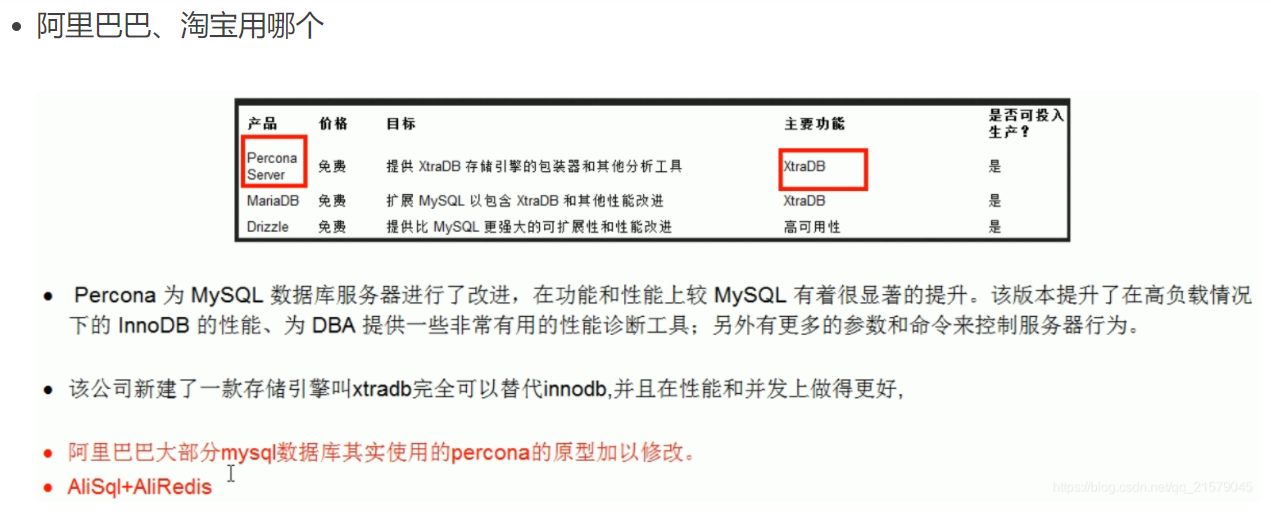 • 阿里巴巴、淘宝用哪个
产品 价格 目标 主要功能 是否可投入
生产?
Percona
Server 免费 提供 XtraDB 存储引擎的包装器和其他分析工具 XtraDB 是
MariaDB 免费 扩展 MySQL 以包含 XtraDB 和其他性能改进 XtraDB 是
Drizzle 免费 提供比 MySQL 更强大的可扩展性和性能改进 高可用性 是
• Percona 为 MySQL 数据库服务器进行了改进，在功能和性能上较 MySQL 有着很显著的提升。该版本提升了在高负载情况
下的 InnoDB 的性能、为 DBA 提供一些非常有用的性能诊断工具；另外有更多的参数和命令来控制服务器行为。
• 该公司新建了一款存储引擎叫xtradb完全可以替代innodb,并且在性能和并发上做得更好,
• 阿里巴巴大部分mysql数据库其实使用的percona的原型加以修改。
• AliSql+AliRedis
https://blog.csdn.net/qq_21579045